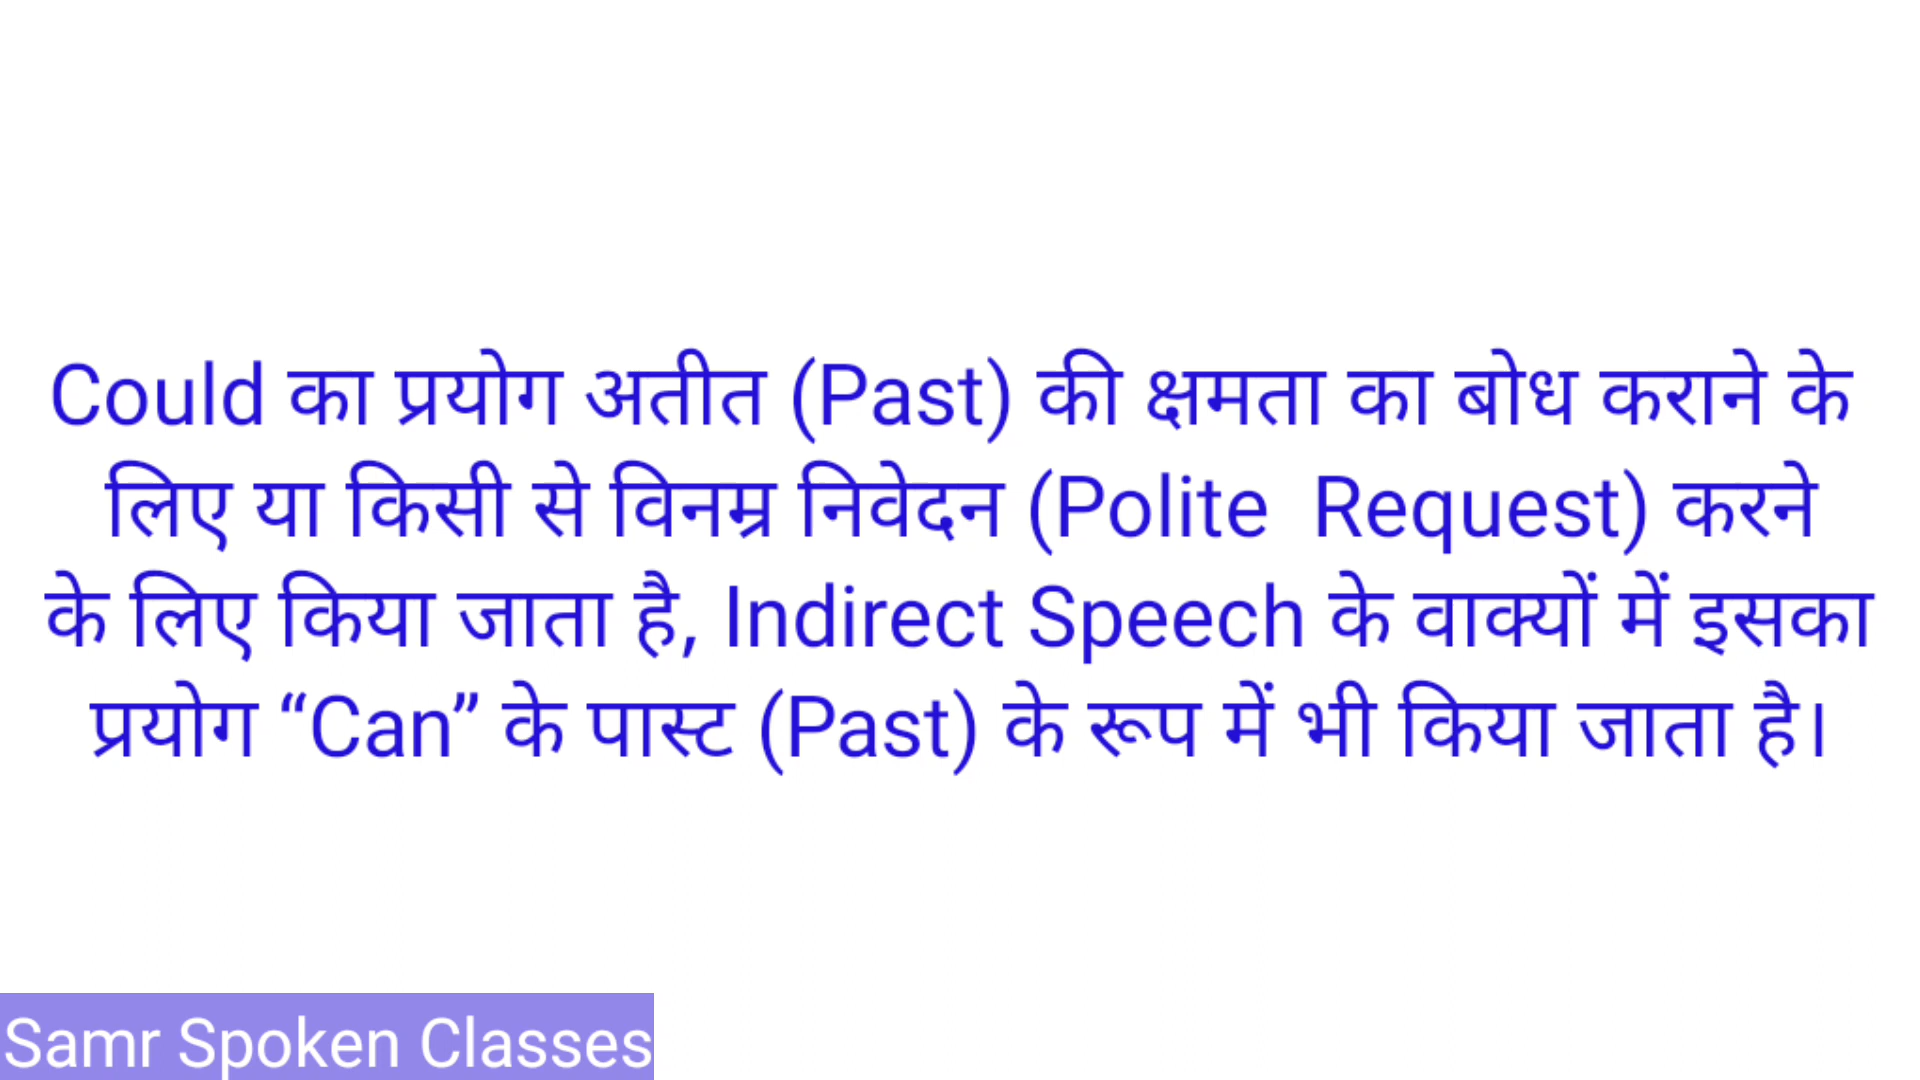 Could का प्रयोग अतीत (Past) की क्षमता का बोध कराने के
लिए या किसी से विनम्र निवेदन (Polite  Request) करने
के लिए किया जाता है, Indirect Speech के वाक्यों में इसका
प्रयोग “Can” के पास्ट (Past) के रूप में भी किया जाता है।
Samr Spoken Classes